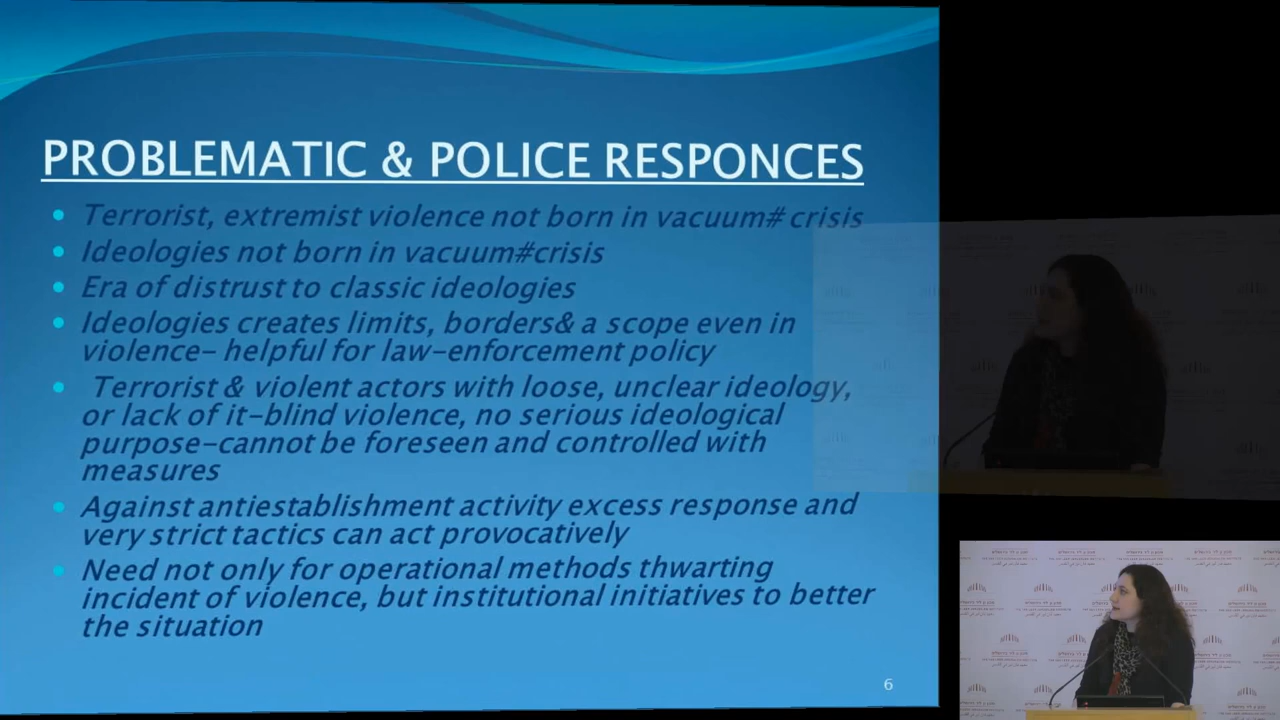 PROBLEMATIC & POLICE RESPONCES
Terrorist, extremist violence not born in vacuum# crisis
Ideologies not born in vacuum#crisis
Era of distrust to classic ideologies
Ideologies creates limits, borders& a scope even in
violence– helpful for law–enforcement policy
Terrorist & violent actors with loose, unclear ideology,
or lack of it–blind violence, no serious ideological
purpose–cannot be foreseen and controlled with
measures
Against antiestablishment activity excess response and
very strict tactics can act provocatively
Need not only for operational methods thwarting
incident of violence, but institutional initiatives to better
the situation
6